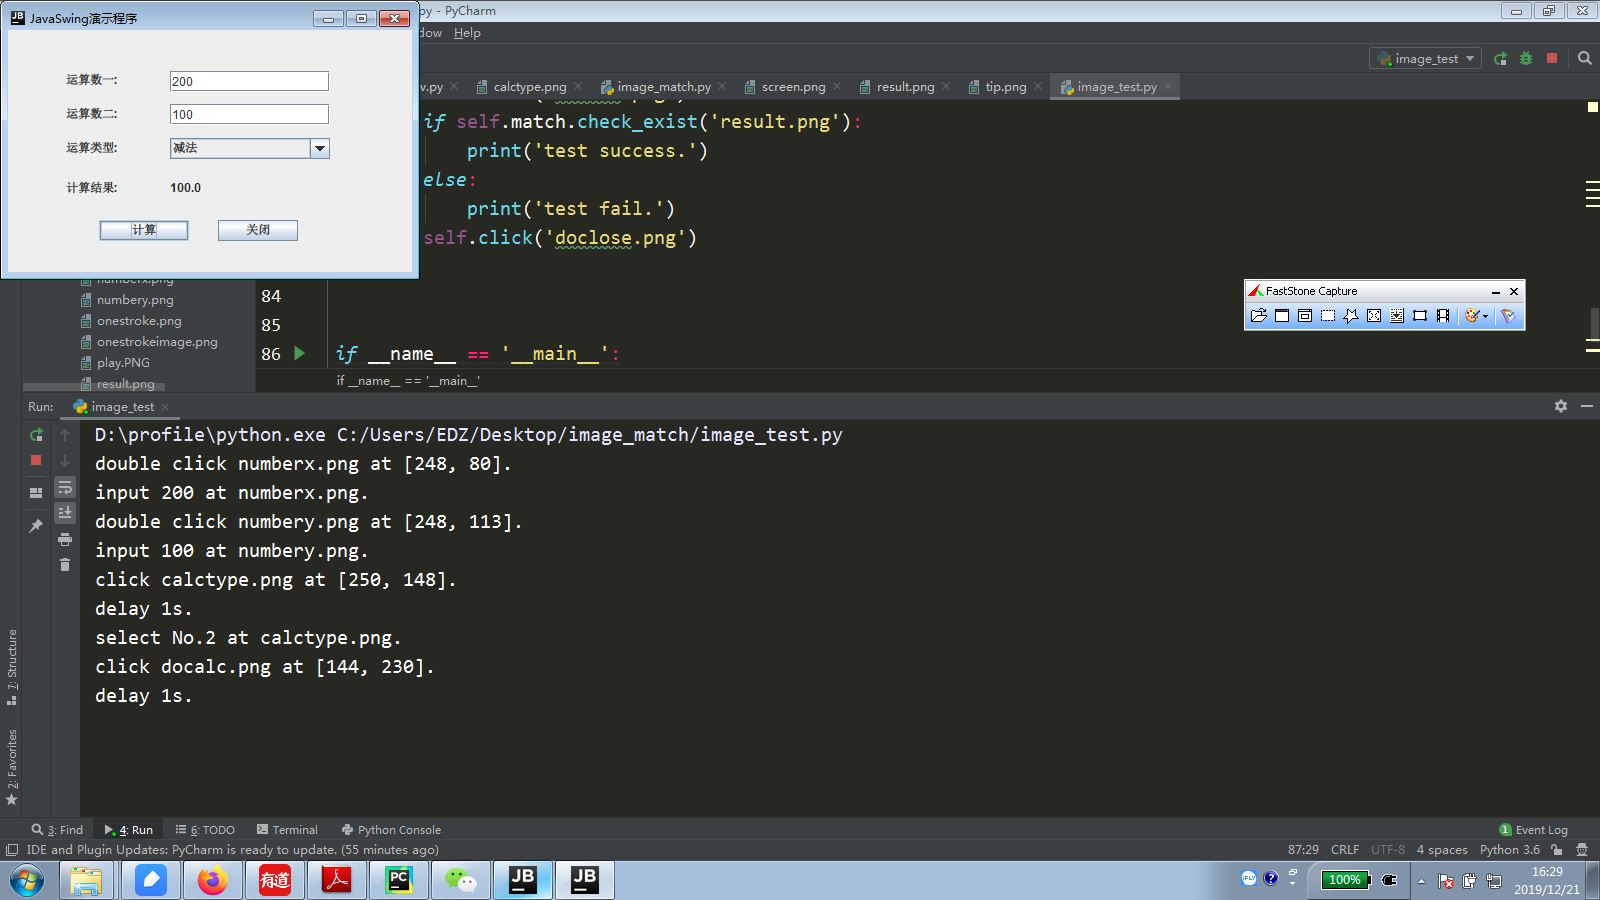 JavaSwing演示程序
py - PyCharm
dow Help
运算数一: 200
运算数二: 100
运算类型: 减法
计算结果: 100.0
计算 关闭
image_test
v.py calctype.png image_match.py screen.png result.png tip.png image_test.py
if self.match.check_exist('result.png'):
print('test success.')
else:
print('test fail.')
self.click('doclose.png')
84
85
86 if __name__ == '__main__':
if __name__ == '__main__'
numberx.png
numbery.png
onestroke.png
onestrokeimage.png
play.PNG
result.png
FastStone Capture
Run: image_test
D:\profile\python.exe C:/Users/EDZ/Desktop/image_match/image_test.py
double click numberx.png at [248, 80].
input 200 at numberx.png.
double click numbery.png at [248, 113].
input 100 at numbery.png.
click calctype.png at [250, 148].
delay 1s.
select No.2 at calctype.png.
click docalc.png at [144, 230].
delay 1s.
7: Structure
2: Favorites
3: Find 4: Run 6: TODO Terminal Python Console 1 Event Log
IDE and Plugin Updates: PyCharm is ready to update. (55 minutes ago) 87:29 CRLF UTF-8 4 spaces Python 3.6
有道 PC JB JB iFLY 100% 16:29
2019/12/21